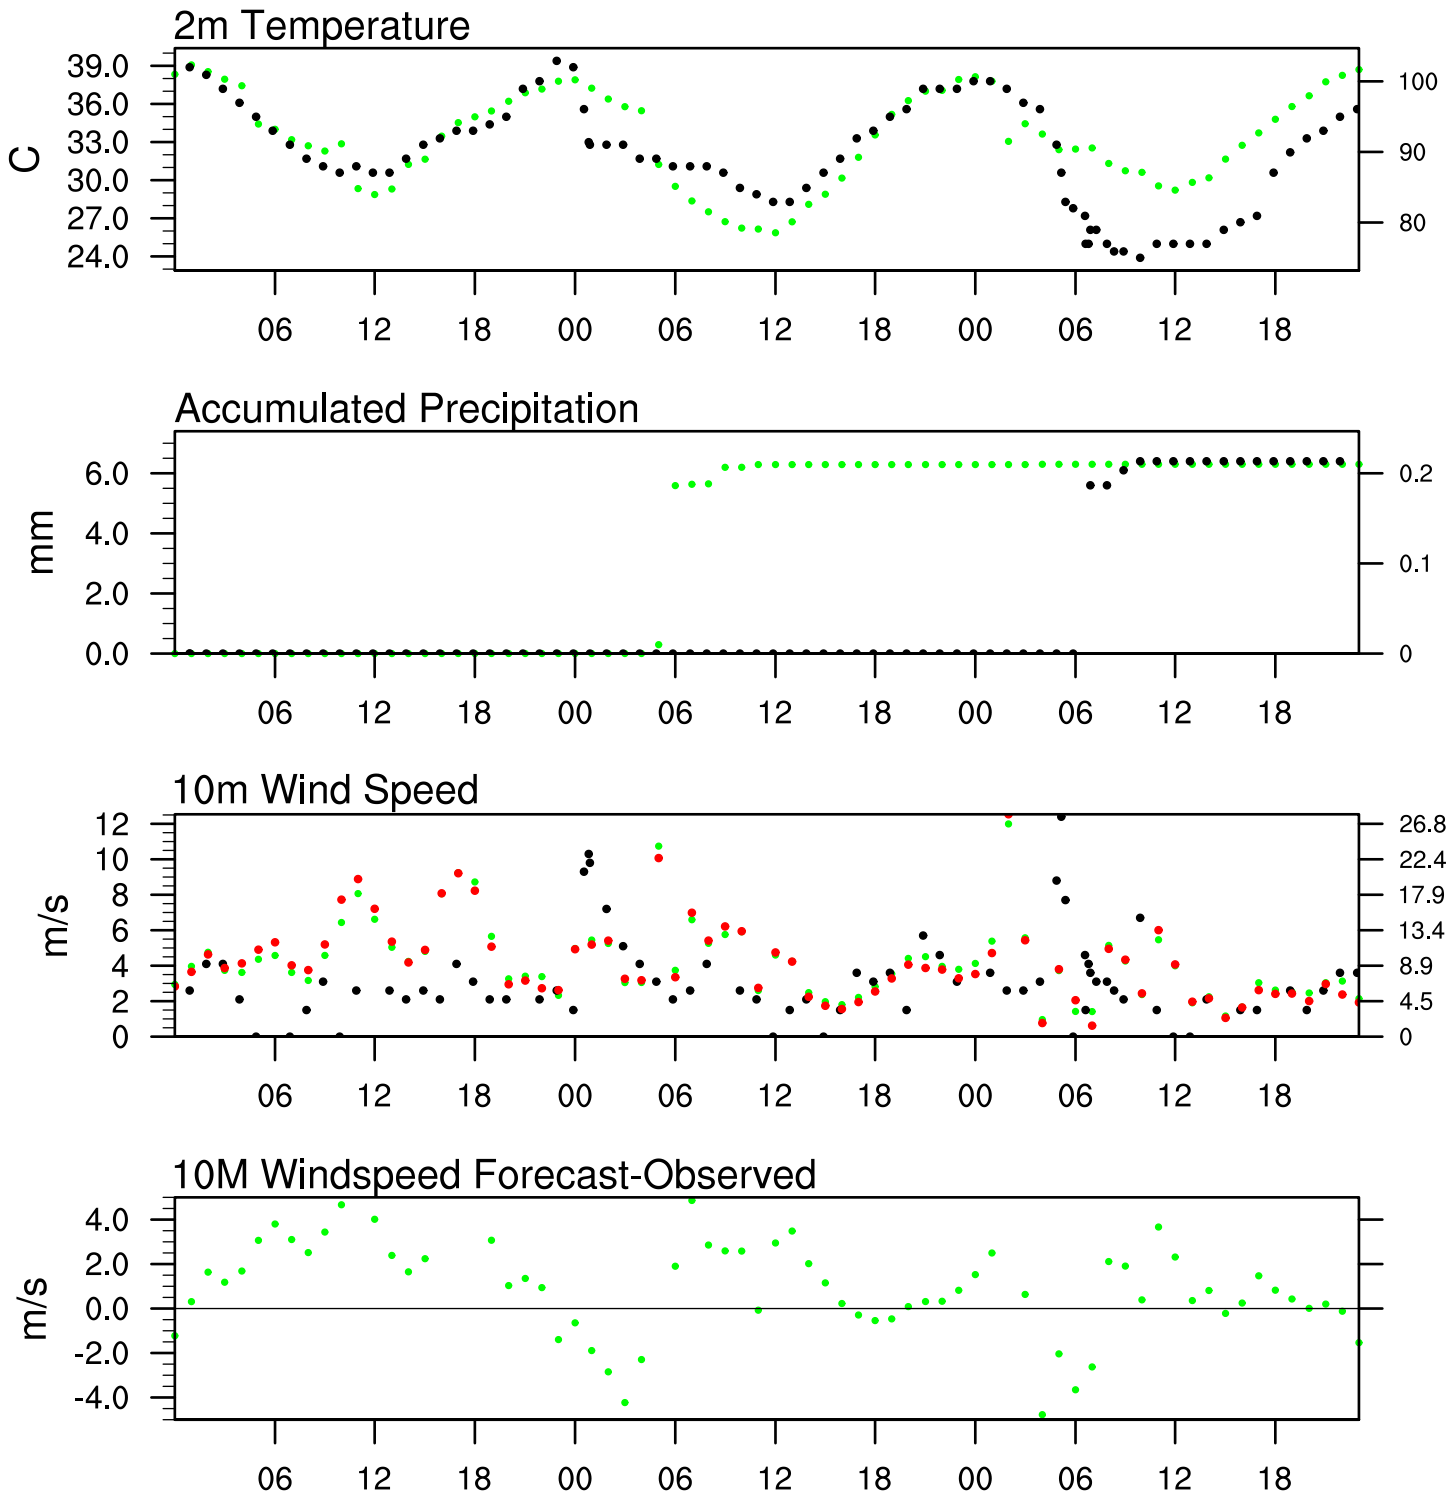 2m Temperature
39.0
36.0
33.0
30.0
27.0
24.0
C
100
90
80
06 12 18 00 06 12 18 00 06 12 18
Accumulated Precipitation
6.0
4.0
2.0
0.0
mm
0.2
0.1
0
06 12 18 00 06 12 18 00 06 12 18
10m Wind Speed
12
10
8
6
4
2
0
m/s
26.8
22.4
17.9
13.4
8.9
4.5
0
06 12 18 00 06 12 18 00 06 12 18
10M Windspeed Forecast-Observed
4.0
2.0
0.0
-2.0
-4.0
m/s
06 12 18 00 06 12 18 00 06 12 18